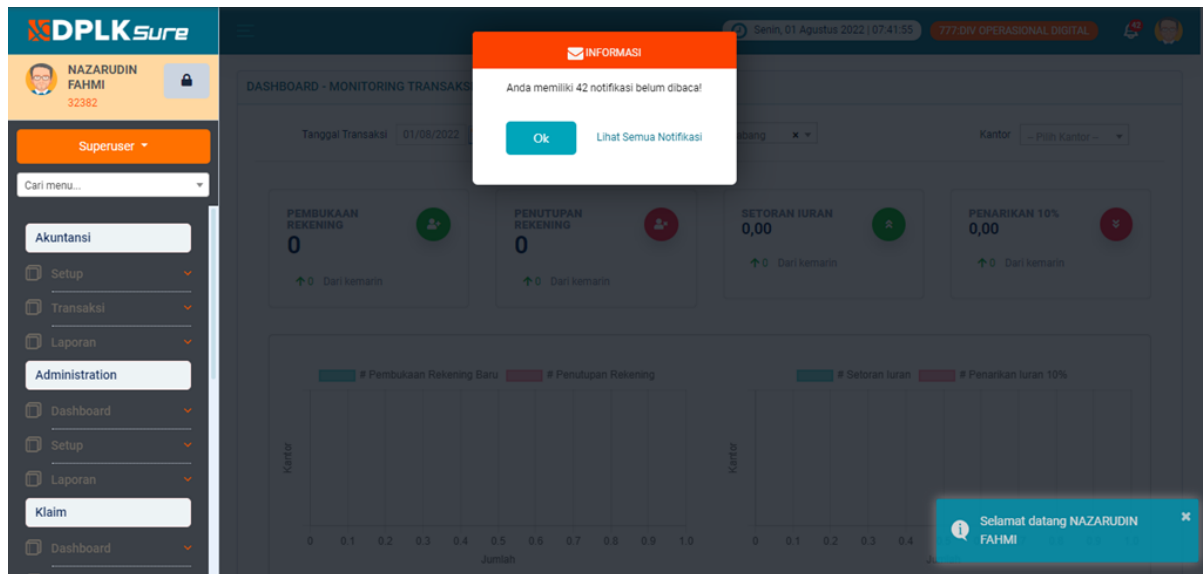 DPLK Sure
Senin, 01 Agustus 2022 | 07:41:55
777:DIV OPERASIONAL DIGITAL
NAZARUDIN
FAHMI
32382
Superuser
Cari menu...
Akuntansi
Setup
Transaksi
Laporan
Administration
Dashboard
Setup
Laporan
Klaim
Dashboard
INFORMASI
Anda memiliki 42 notifikasi belum dibaca!
Ok
Lihat Semua Notifikasi
DASHBOARD - MONITORING TRANSAKS
Tanggal Transaksi
01/08/2022
abang
Kantor
-- Pilih Kantor --
PEMBUKAAN
REKENING
0
0 Dari kemarin
PENUTUPAN
REKENING
0
0 Dari kemarin
SETORAN IURAN
0,00
0 Dari kemarin
PENARIKAN 10%
0,00
0 Dari kemarin
# Pembukaan Rekening Baru
# Penutupan Rekening
Kantor
0 0.1 0.2 0.3 0.4 0.5 0.6 0.7 0.8 0.9 1.0
Jumlah
# Setoran Iuran
# Penarikan Iuran 10%
Kantor
0 0.1 0.2 0.3 0.4
Selamat datang NAZARUDIN
FAHMI